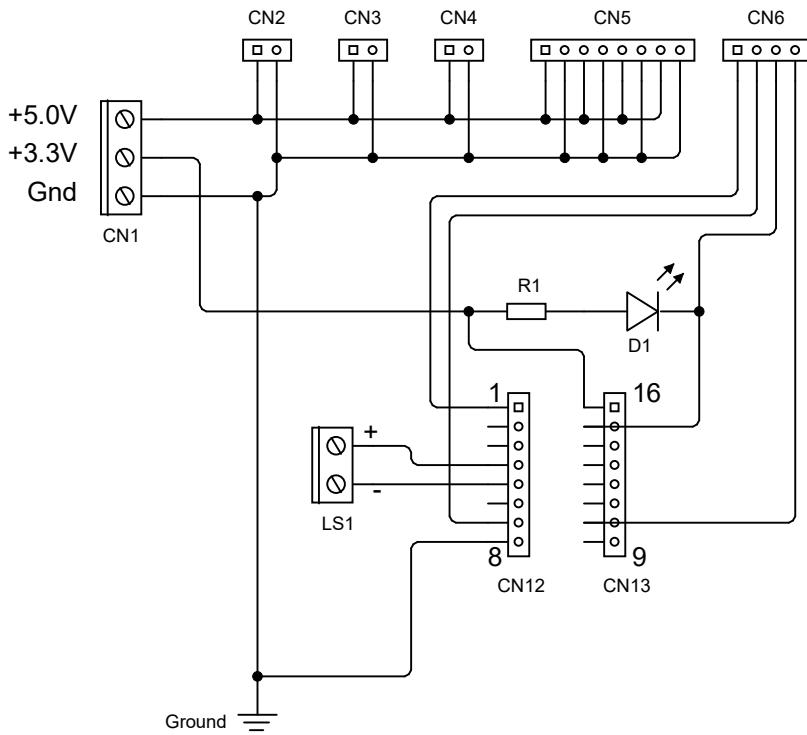 CN2
CN3
CN4
CN5
CN6
+5.0V
+3.3V
Gnd
CN1
R1
D1
1
16
+
-
LS1
8
9
CN12
CN13
Ground